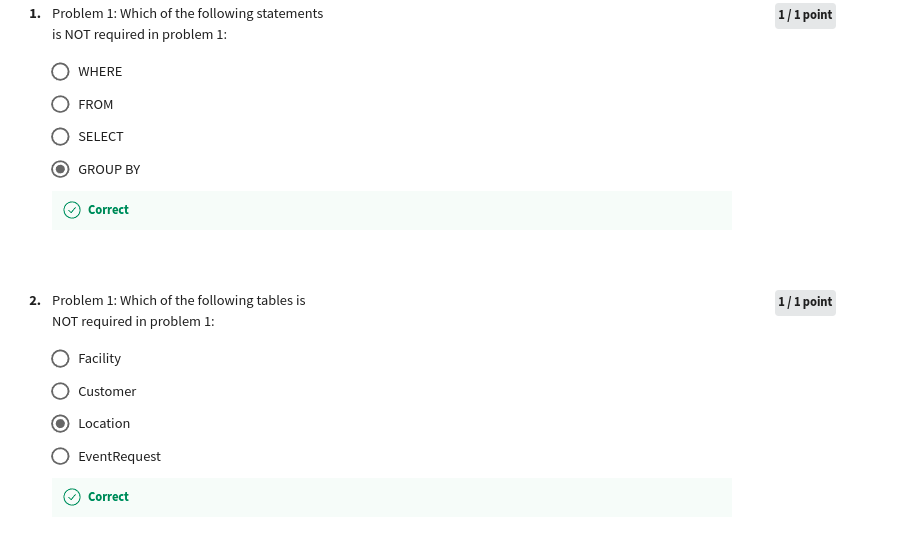 1. Problem 1: Which of the following statements
is NOT required in problem 1:
1 / 1 point
WHERE
FROM
SELECT
GROUP BY
Correct
2. Problem 1: Which of the following tables is
NOT required in problem 1:
1 / 1 point
Facility
Customer
Location
EventRequest
Correct